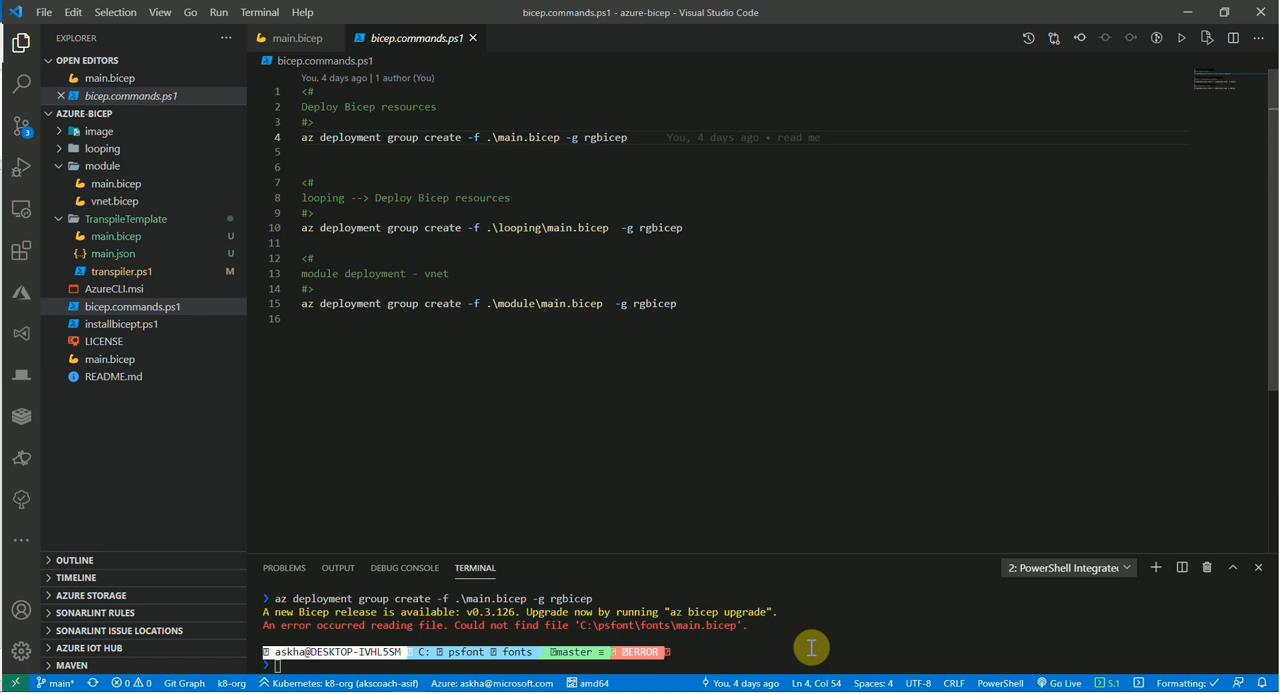 File Edit Selection View Go Run Terminal Help
bicep.commands.ps1 - azure-bicep - Visual Studio Code
EXPLORER
OPEN EDITORS
main.bicep
bicep.commands.ps1
AZURE-BICEP
image
looping
module
main.bicep
vnet.bicep
TranspileTemplate
main.bicep U
{..} main.json U
transpiler.ps1 M
AzureCLI.msi
bicep.commands.ps1
installbicept.ps1
LICENSE
main.bicep
README.md
OUTLINE
TIMELINE
AZURE STORAGE
SONARLINT RULES
SONARLINT ISSUE LOCATIONS
AZURE IOT HUB
MAVEN
3
main.bicep
bicep.commands.ps1
bicep.commands.ps1
You, 4 days ago | 1 author (You)
1 <#
2 Deploy Bicep resources
3 #>
4 az deployment group create -f .\main.bicep -g rgbicep You, 4 days ago • read me
5
6
7 <#
8 looping --> Deploy Bicep resources
9 #>
10 az deployment group create -f .\looping\main.bicep -g rgbicep
11
12 <#
13 module deployment - vnet
14 #>
15 az deployment group create -f .\module\main.bicep -g rgbicep
16
PROBLEMS OUTPUT DEBUG CONSOLE TERMINAL
2: PowerShell Integrated
❯ az deployment group create -f .\main.bicep -g rgbicep
A new Bicep release is available: v0.3.126. Upgrade now by running "az bicep upgrade".
An error occurred reading file. Could not find file 'C:\psfont\fonts\main.bicep'.
askha@DESKTOP-IVHL5SM C: psfont fonts master ≡ ERROR
❯
main* 0 0 Git Graph k8-org Kubernetes: k8-org (akscoach-asif) Azure: askha@microsoft.com amd64 You, 4 days ago Ln 4, Col 54 Spaces: 4 UTF-8 CRLF PowerShell Go Live 5.1 Formatting: ✓